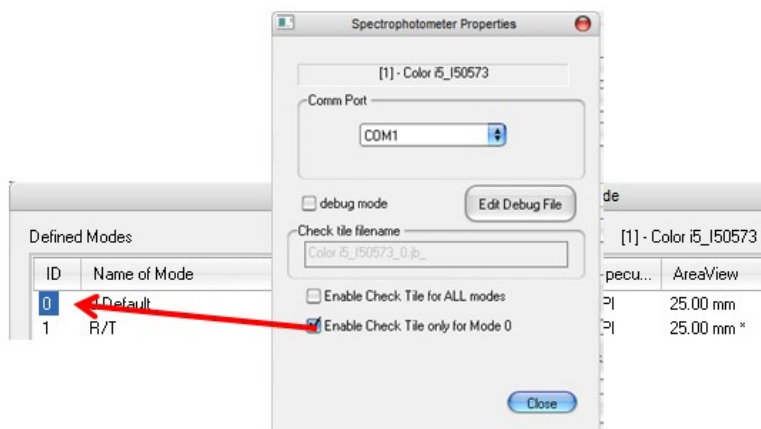 Spectrophotometer Properties
[1] - Color i5_I50573
Comm Port
COM1
debug mode
Edit Debug File
Check tile filename
Color i5_I50573_0.jb_
Enable Check Tile for ALL modes
Enable Check Tile only for Mode 0
Close
de
Defined Modes
[1] - Color i5_I50573
ID Name of Mode pecu... AreaView
0 Default PI 25.00 mm
1 R/T PI 25.00 mm *